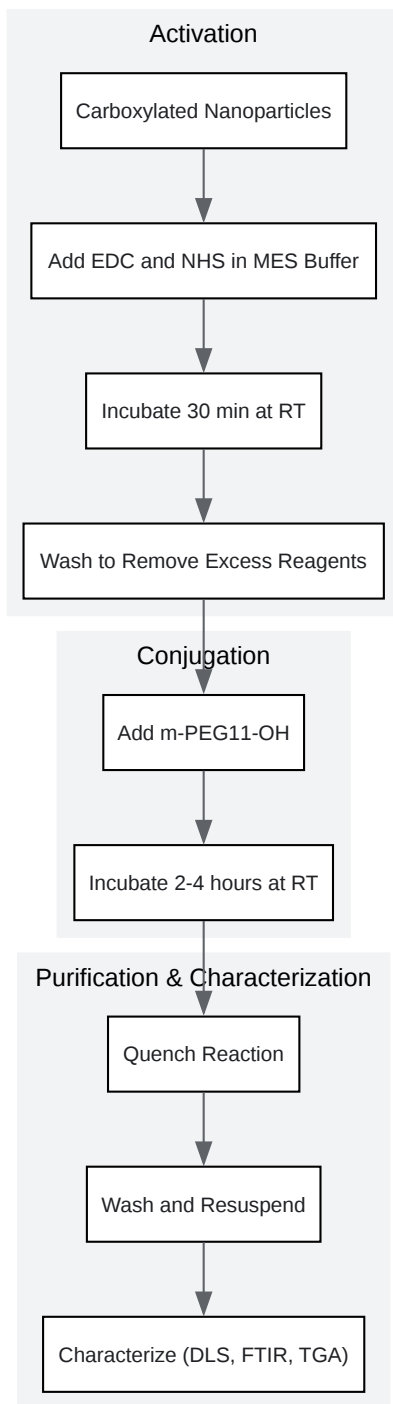 Activation
Carboxylated Nanoparticles
Add EDC and NHS in MES Buffer
Incubate 30 min at RT
Wash to Remove Excess Reagents
Conjugation
Add m-PEG11-OH
Incubate 2-4 hours at RT
Purification & Characterization
Quench Reaction
Wash and Resuspend
Characterize (DLS, FTIR, TGA)